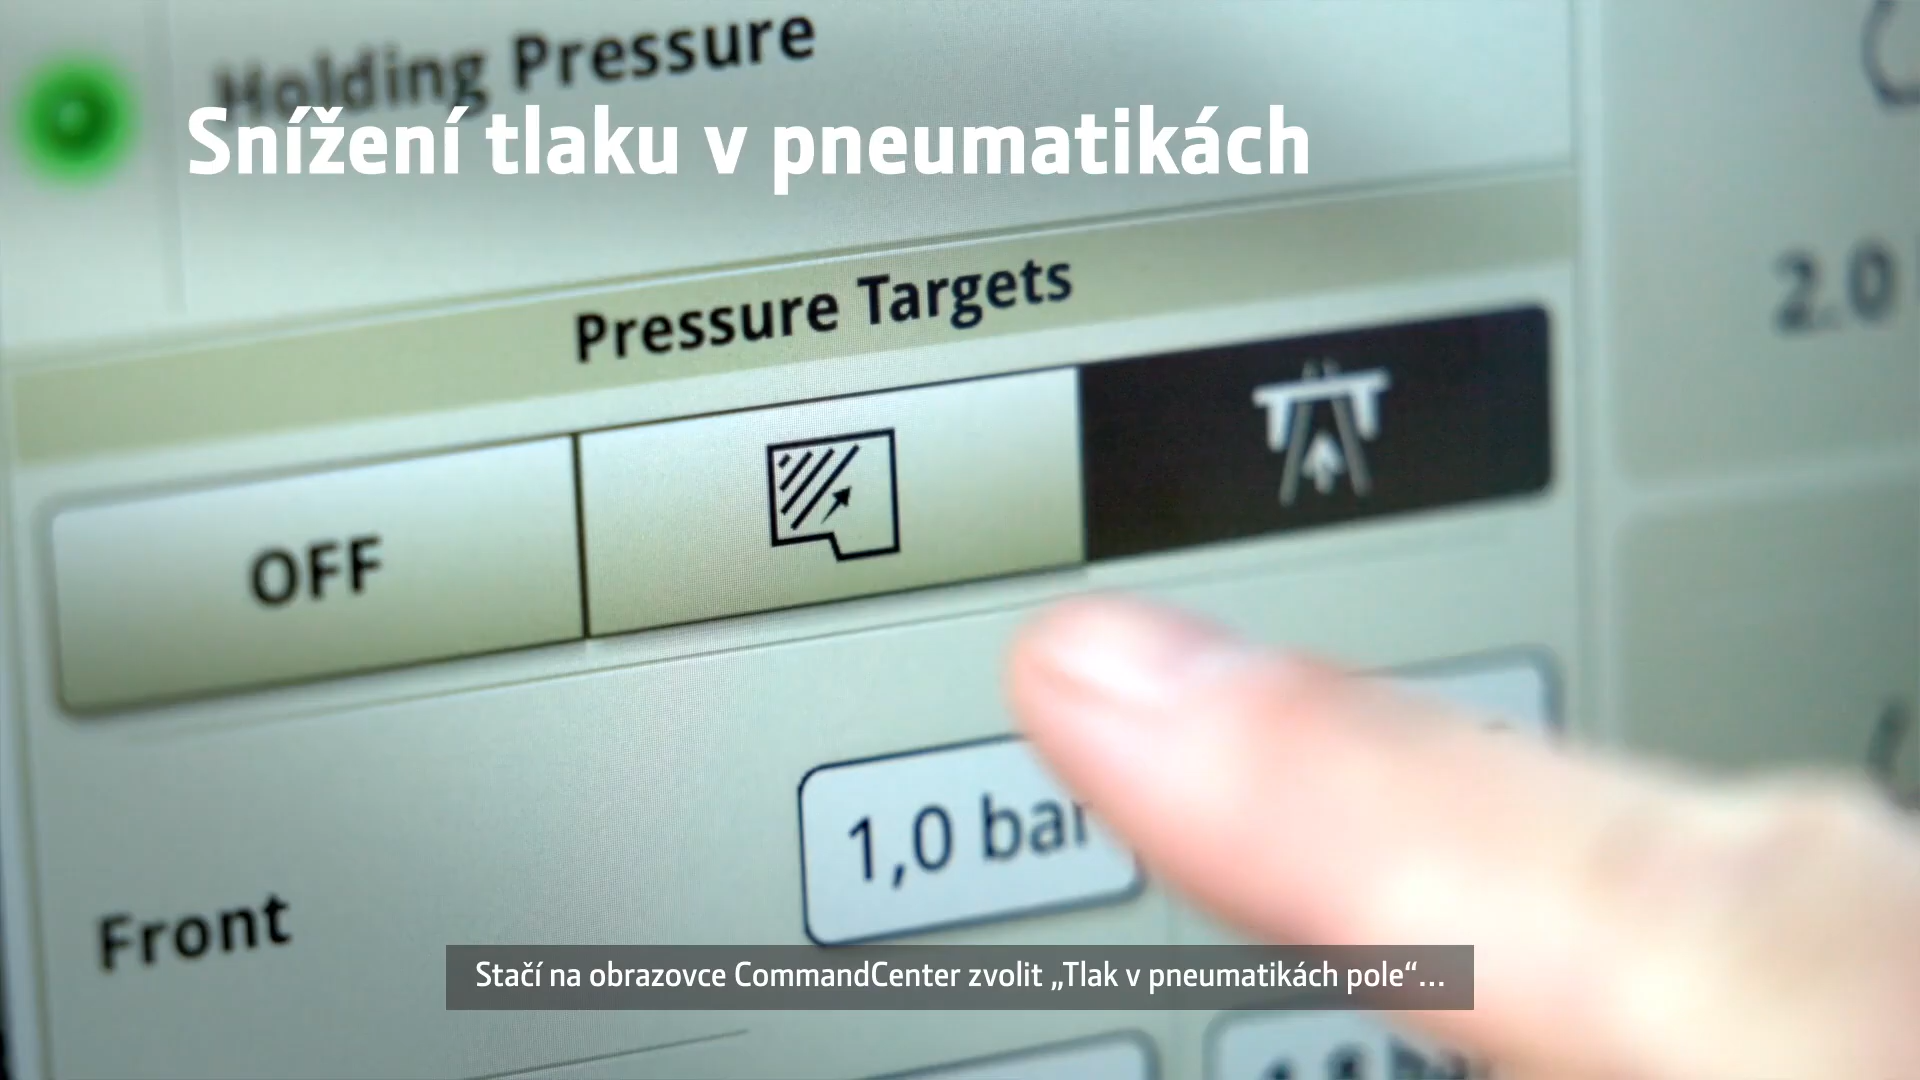 Holding Pressure
Snížení tlaku v pneumatikách
Pressure Targets
2.0
OFF
1,0 bar
Front
Stačí na obrazovce CommandCenter zvolit „Tlak v pneumatikách pole“...